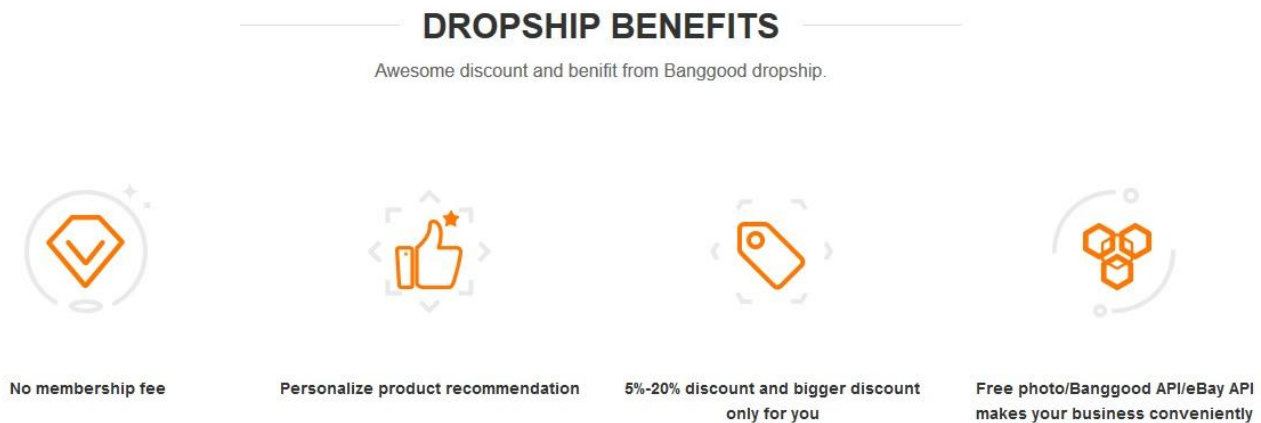 DROPSHIP BENEFITS
Awesome discount and benifit from Banggood dropship.
No membership fee
Personalize product recommendation
5%-20% discount and bigger discount
only for you
Free photo/Banggood API/eBay API
makes your business conveniently